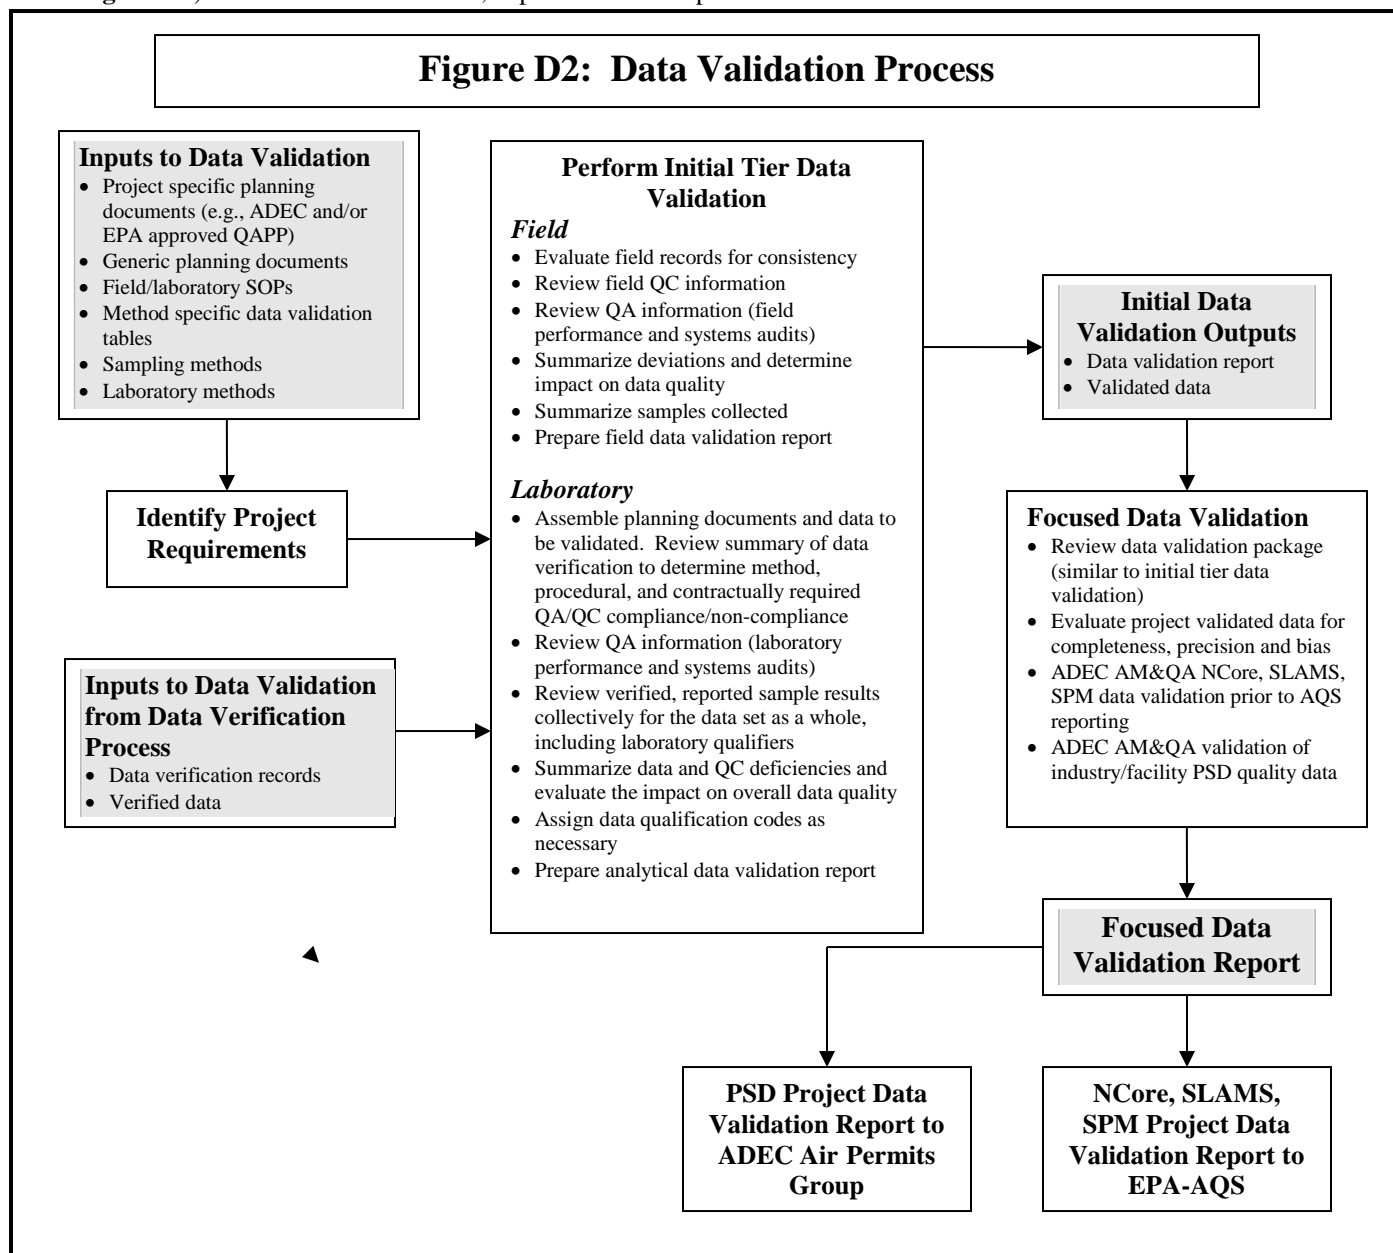 Figure D2:  Data Validation Process
Inputs to Data Validation
• Project specific planning
documents (e.g., ADEC and/or
EPA approved QAPP)
• Generic planning documents
• Field/laboratory SOPs
• Method specific data validation
tables
• Sampling methods
• Laboratory methods
Identify Project
Requirements
Inputs to Data Validation
from Data Verification
Process
• Data verification records
• Verified data
Perform Initial Tier Data
Validation
Field
• Evaluate field records for consistency
• Review field QC information
• Review QA information (field
performance and systems audits)
• Summarize deviations and determine
impact on data quality
• Summarize samples collected
• Prepare field data validation report
Laboratory
• Assemble planning documents and data to
be validated.  Review summary of data
verification to determine method,
procedural, and contractually required
QA/QC compliance/non-compliance
• Review QA information (laboratory
performance and systems audits)
• Review verified, reported sample results
collectively for the data set as a whole,
including laboratory qualifiers
• Summarize data and QC deficiencies and
evaluate the impact on overall data quality
• Assign data qualification codes as
necessary
• Prepare analytical data validation report
Initial Data
Validation Outputs
• Data validation report
• Validated data
Focused Data Validation
• Review data validation package
(similar to initial tier data
validation)
• Evaluate project validated data for
completeness, precision and bias
• ADEC AM&QA NCore, SLAMS,
SPM data validation prior to AQS
reporting
• ADEC AM&QA validation of
industry/facility PSD quality data
Focused Data
Validation Report
PSD Project Data
Validation Report to
ADEC Air Permits
Group
NCore, SLAMS,
SPM Project Data
Validation Report to
EPA-AQS